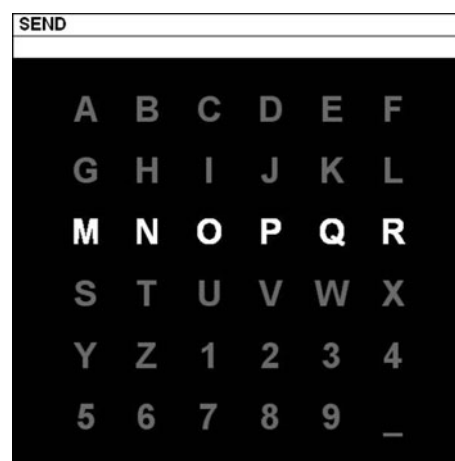 SEND
A B C D E F
G H I J K L
M N O P Q R
S T U V W X
Y Z 1 2 3 4
5 6 7 8 9 _